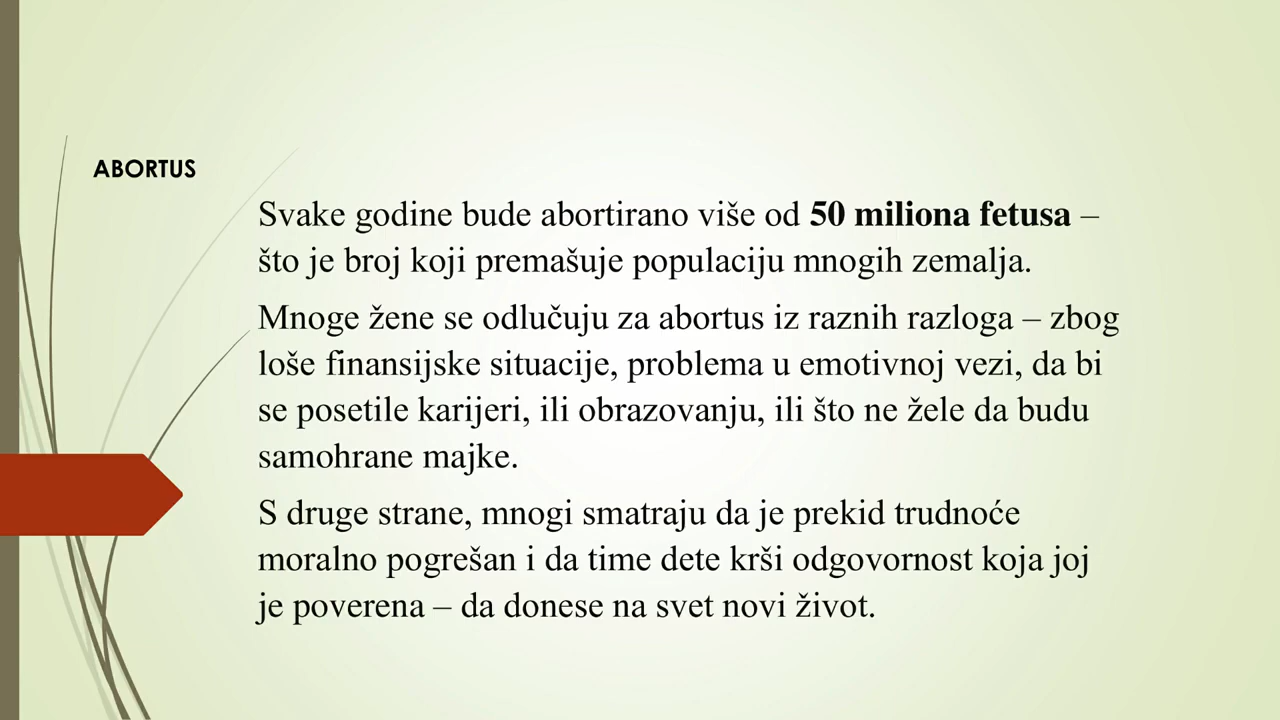 ABORTUS
Svake godine bude abortirano više od 50 miliona fetusa –
što je broj koji premašuje populaciju mnogih zemalja.
Mnoge žene se odlučuju za abortus iz raznih razloga – zbog
loše finansijske situacije, problema u emotivnoj vezi, da bi
se posetile karijeri, ili obrazovanju, ili što ne žele da budu
samohrane majke.
S druge strane, mnogi smatraju da je prekid trudnoće
moralno pogrešan i da time dete krši odgovornost koja joj
je poverena – da donese na svet novi život.